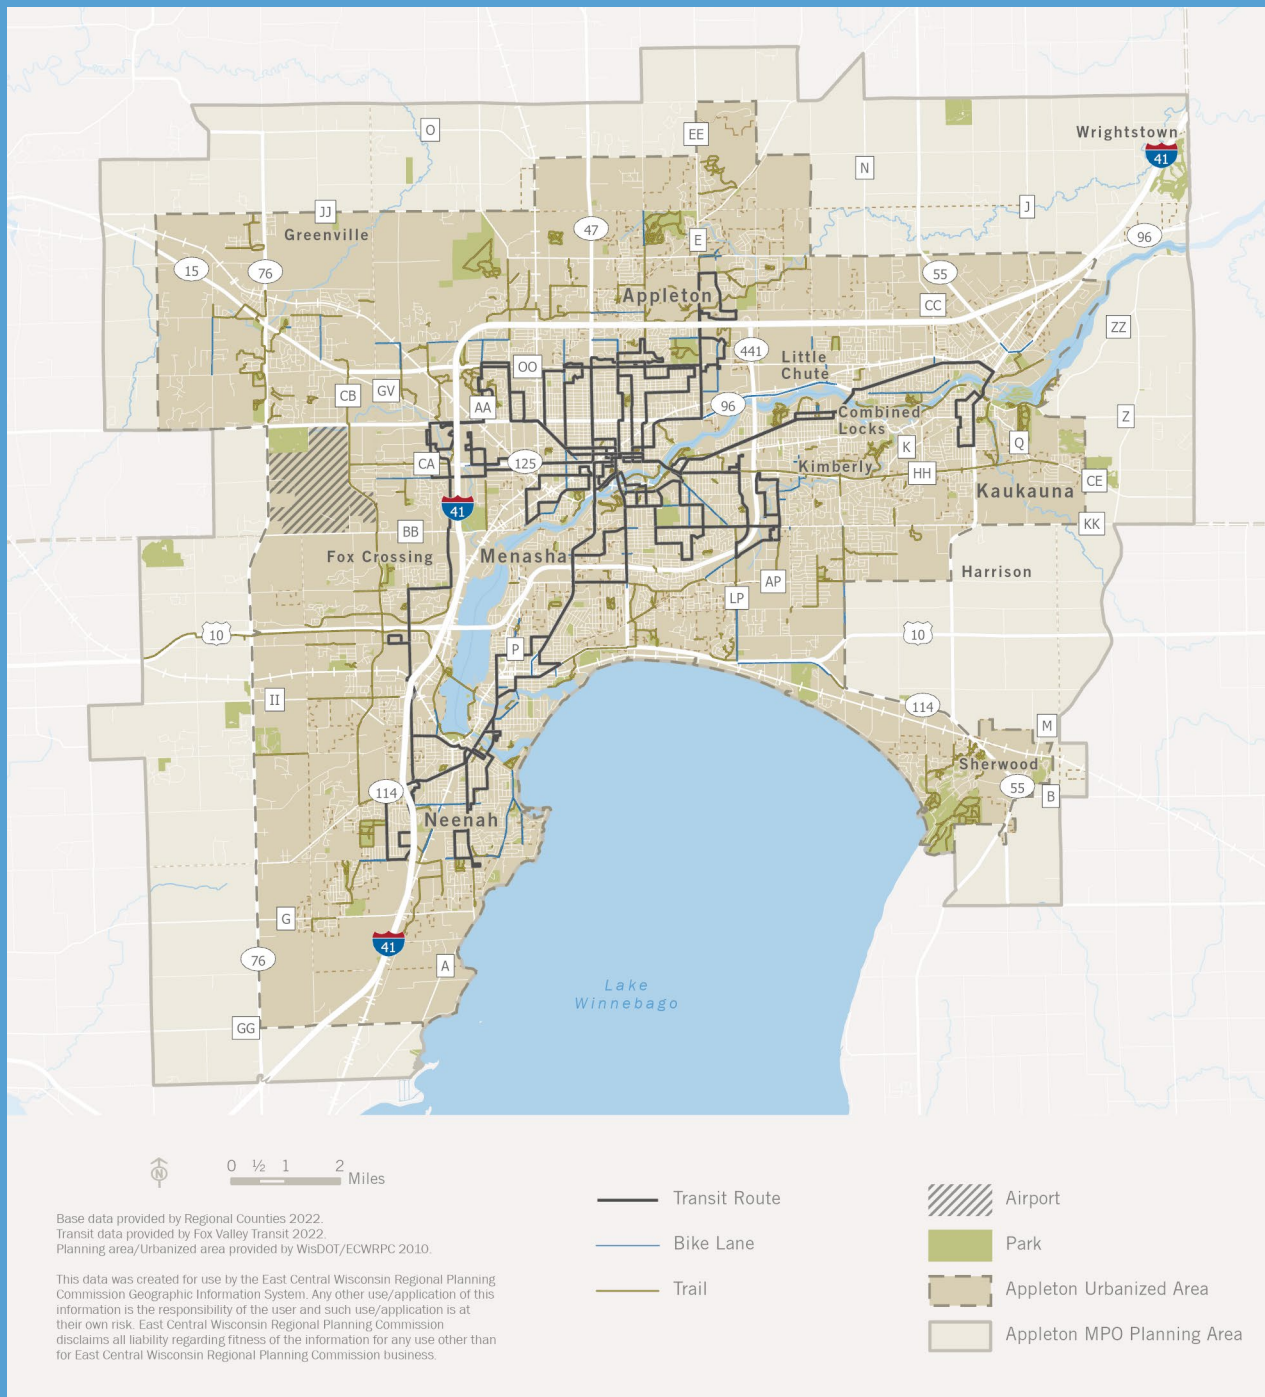 O
EE
Wrightstown
41
N
JJ
J
Greenville
47
E
96
15
76
55
Appleton
CC
ZZ
441
Little
Chute
OO
CB
GV
AA
96
Combined
Locks
Z
K
Q
CA
125
Kimberly
HH
CE
Kaukauna
41
BB
KK
Fox Crossing
Menasha
Harrison
AP
LP
10
10
P
II
114
M
Sherwood
55
B
114
Neenah
G
41
76
A
Lake
Winnebago
GG
N
0 ½ 1 2
Miles
Base data provided by Regional Counties 2022.
Transit data provided by Fox Valley Transit 2022.
Planning area/Urbanized area provided by WisDOT/ECWRPC 2010.
This data was created for use by the East Central Wisconsin Regional Planning
Commission Geographic Information System. Any other use/application of this
information is the responsibility of the user and such use/application is at
their own risk. East Central Wisconsin Regional Planning Commission
disclaims all liability regarding fitness of the information for any use other than
for East Central Wisconsin Regional Planning Commission business.
Transit Route
Bike Lane
Trail
Airport
Park
Appleton Urbanized Area
Appleton MPO Planning Area